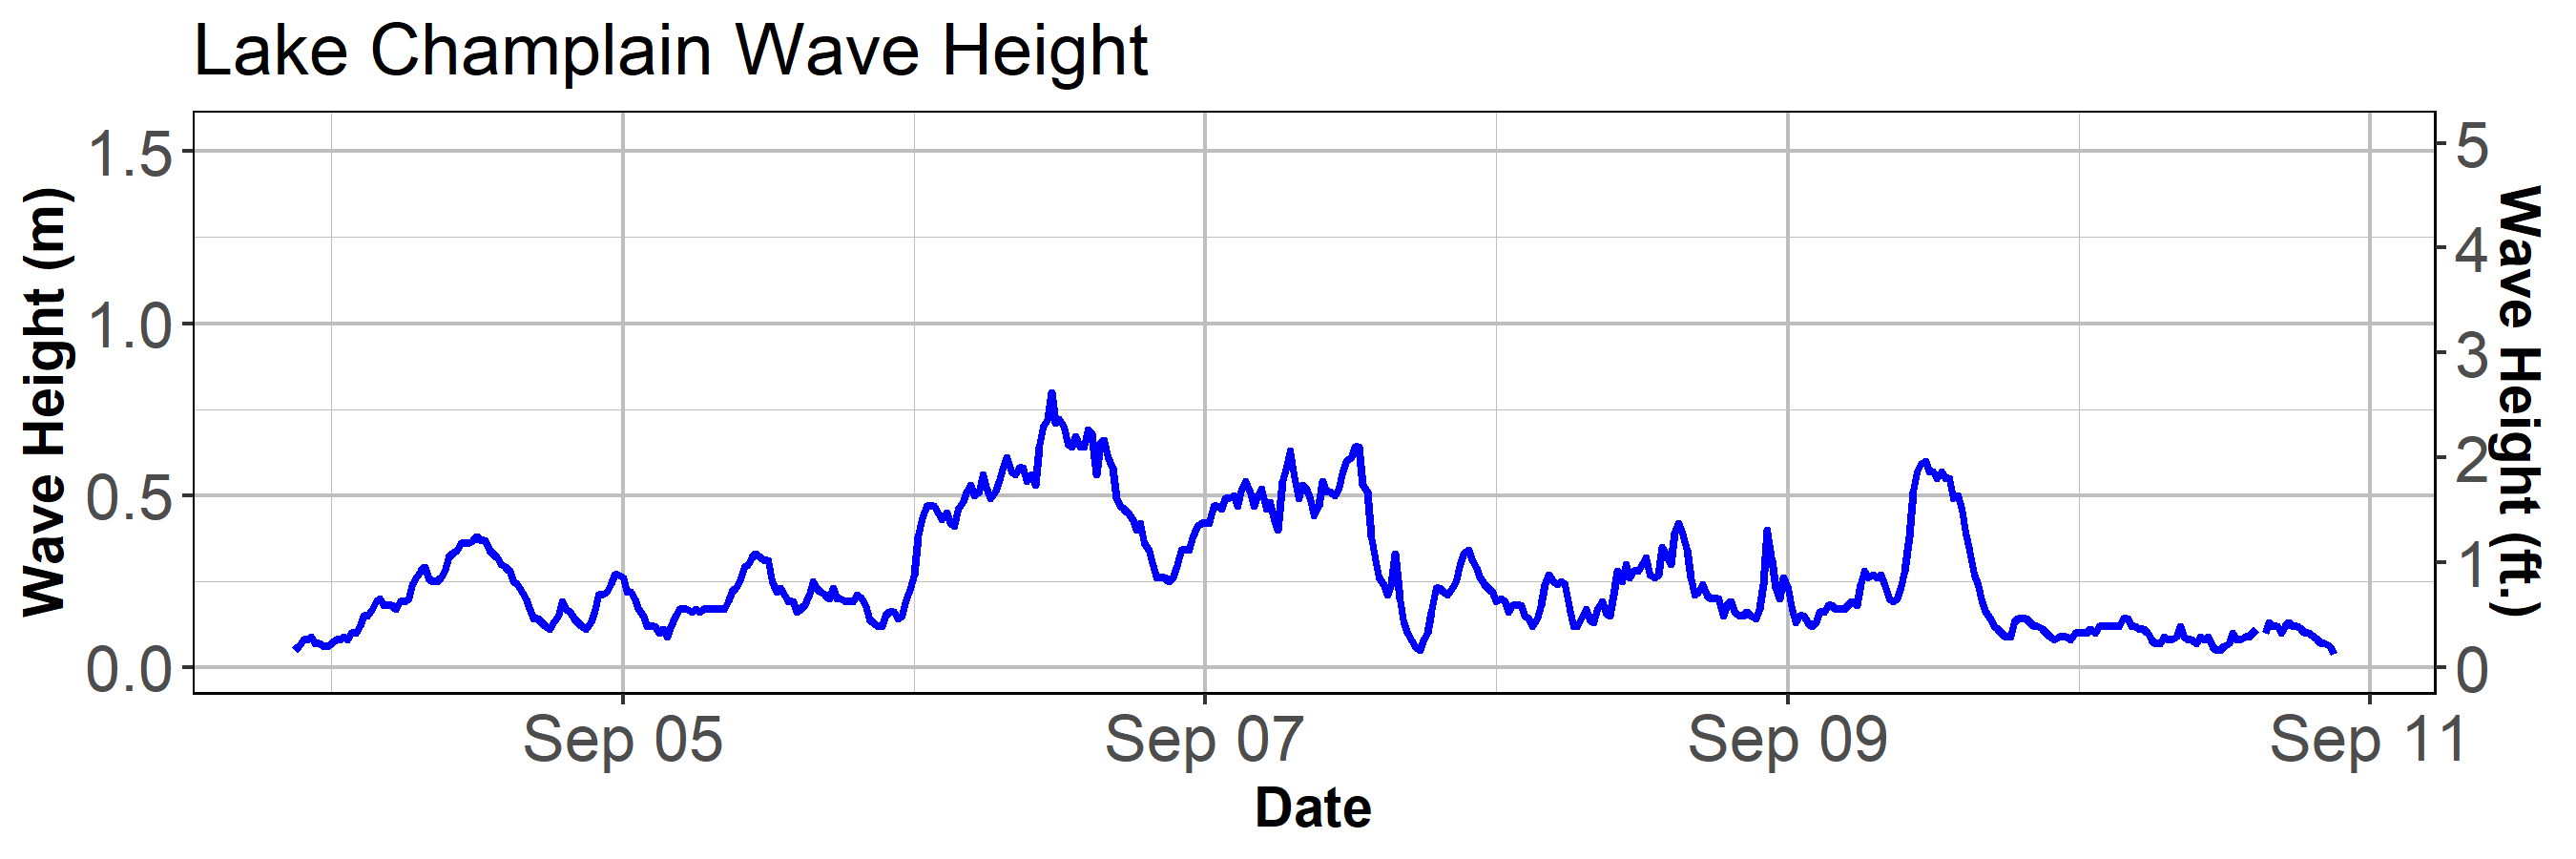 Lake Champlain Wave Height
Wave Height (m)
1.5
1.0
0.5
0.0
5
4
3
2
1
0
Wave Height (ft.)
Sep 05
Sep 07
Sep 09
Sep 11
Date